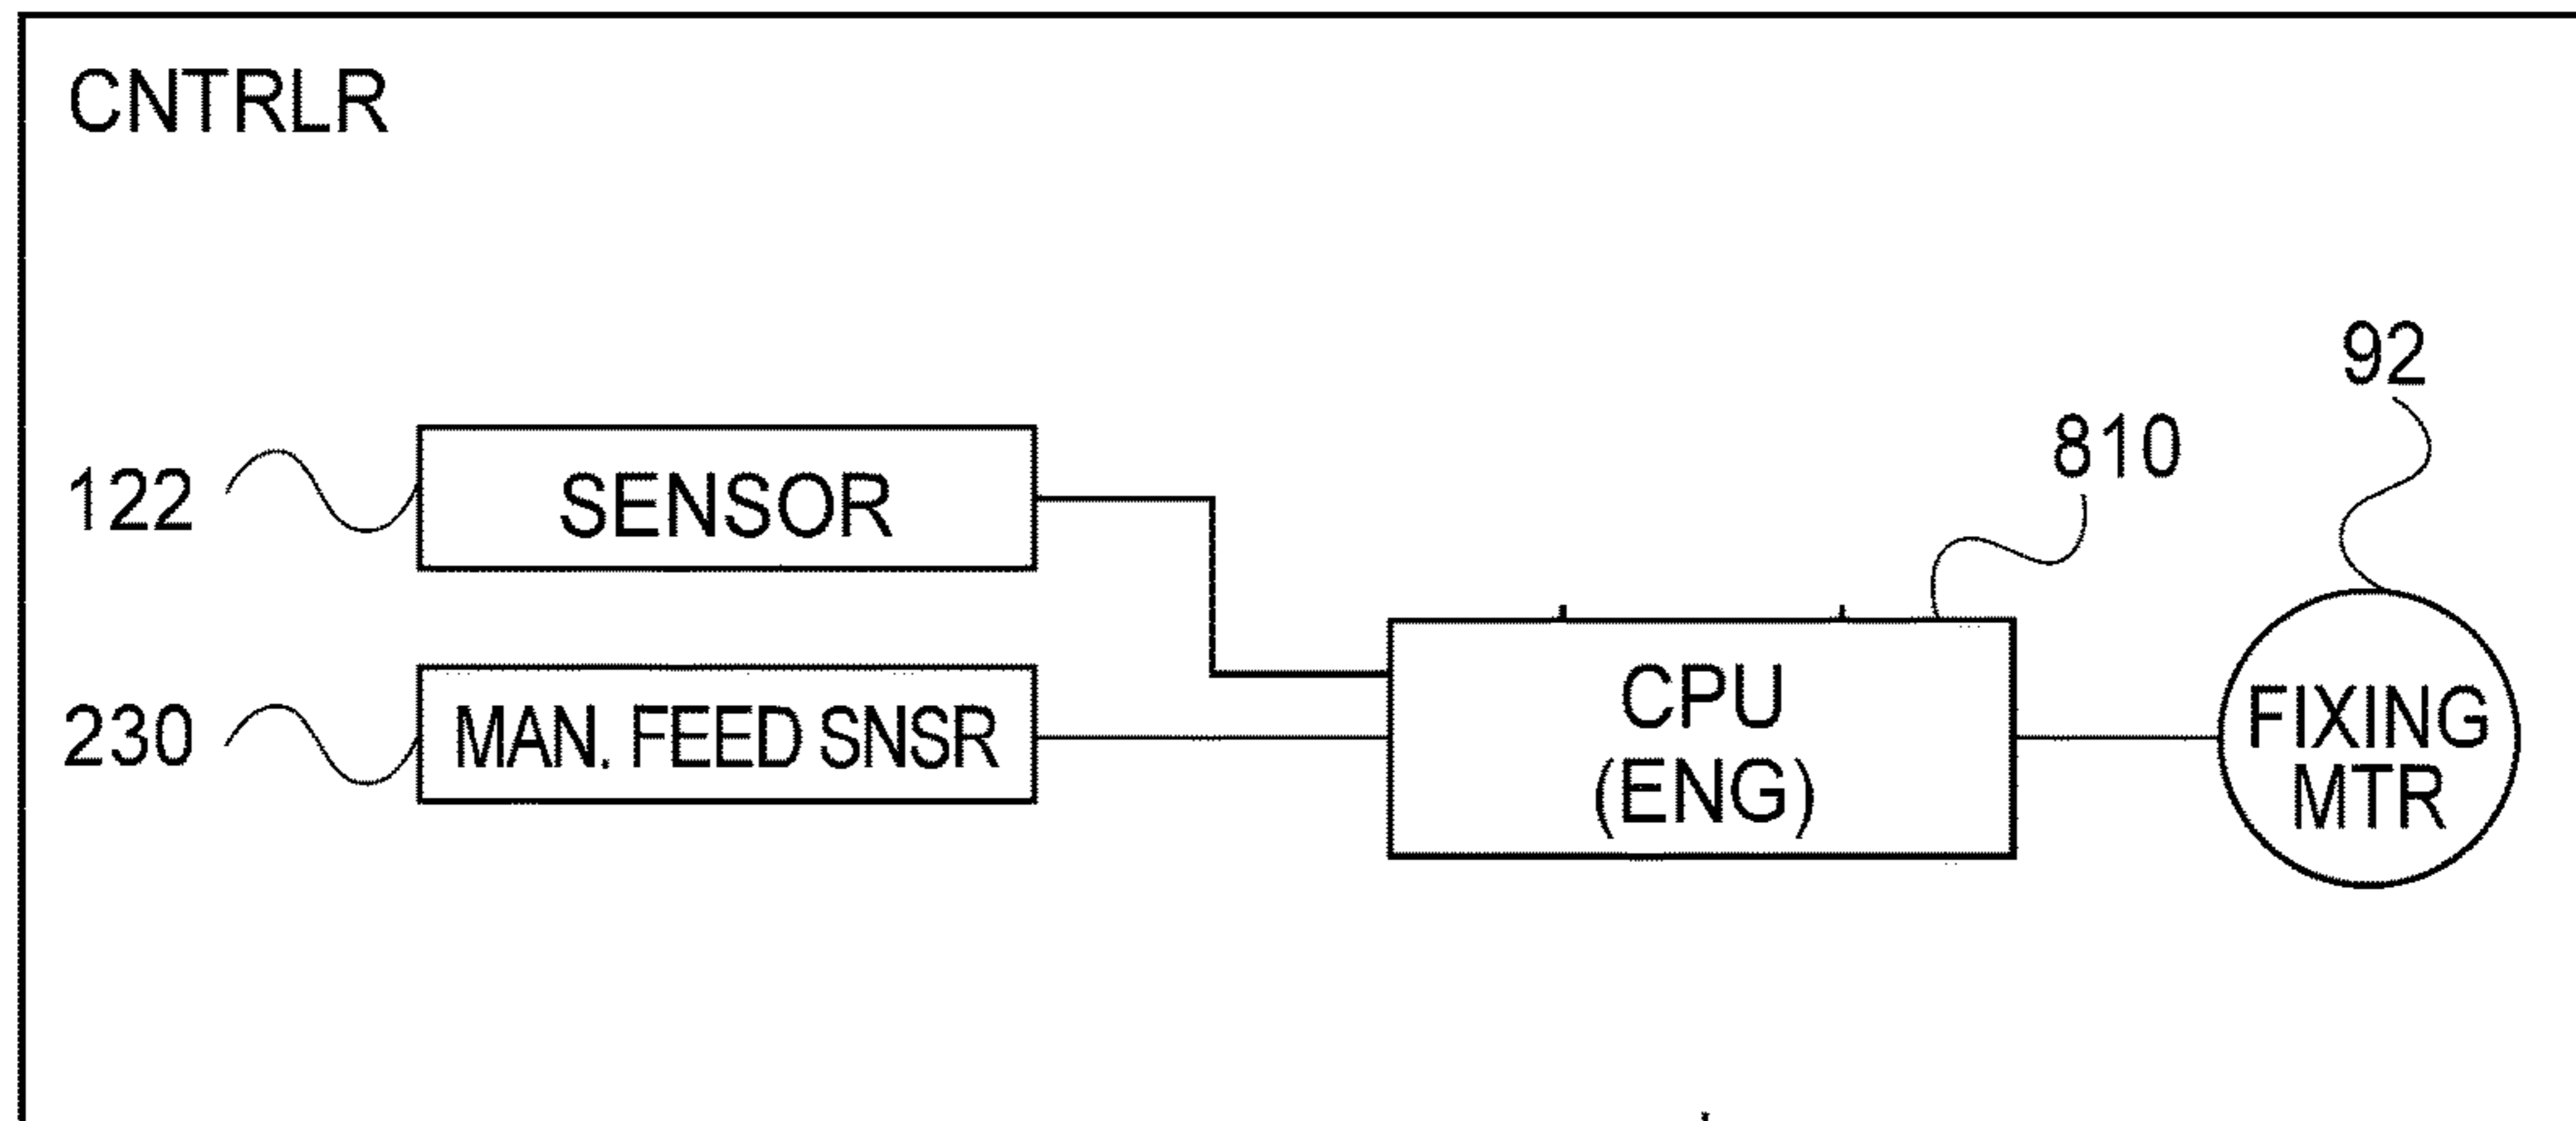 CNTRLR
92
810
122
SENSOR
230
MAN. FEED SNSR
CPU
(ENG)
FIXING
MTR